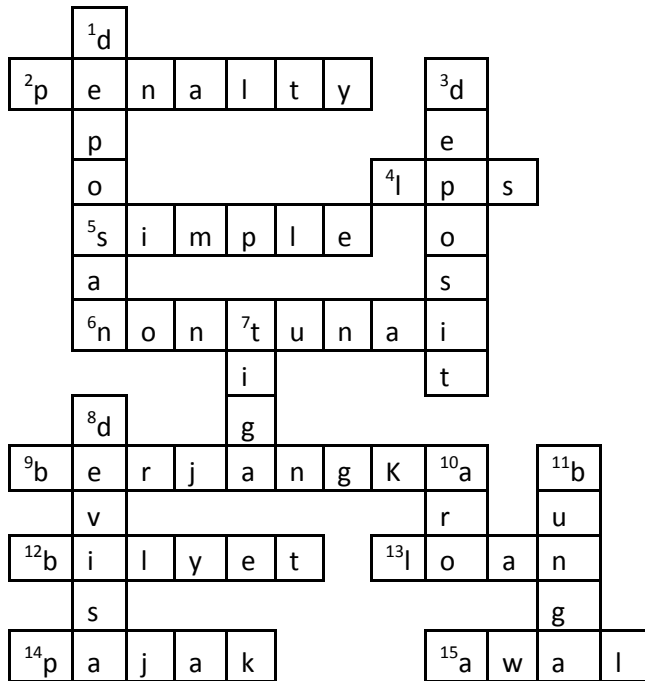 ¹d
²p e n a l t y ³d
p e
o ⁴l p s
⁵s i m p l e o
a s
⁶n o n ⁷t u n a i
i t
⁸d g
⁹b e r j a n g K ¹⁰a ¹¹b
v r u
¹²b i l y e t ¹³l o a n
s g
¹⁴p a j a k ¹⁵a w a l